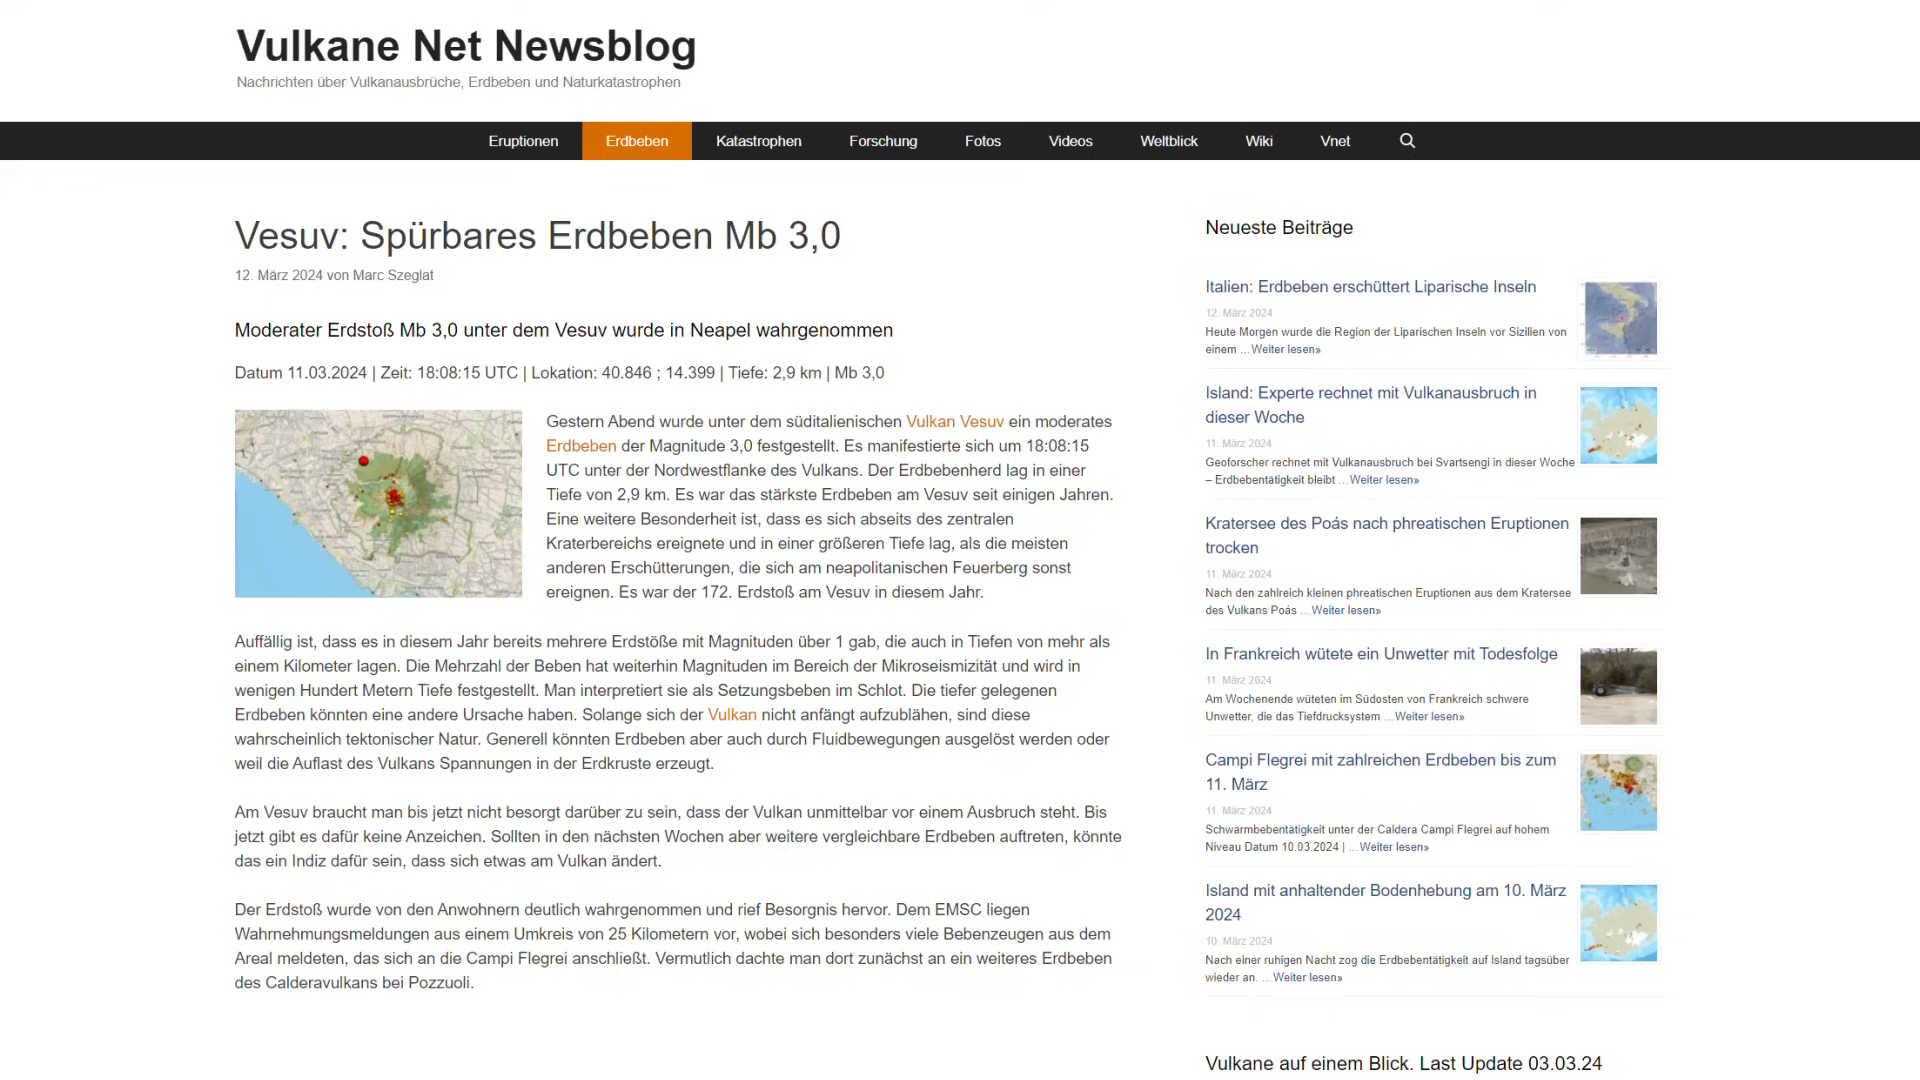 Vulkane Net Newsblog
Nachrichten über Vulkanausbrüche, Erdbeben und Naturkatastrophen
Eruptionen Erdbeben Katastrophen Forschung Fotos Videos Weltblick Wiki Vnet
Vesuv: Spürbares Erdbeben Mb 3,0
12. März 2024 von Marc Szeglat
Moderater Erdstoß Mb 3,0 unter dem Vesuv wurde in Neapel wahrgenommen
Datum 11.03.2024 | Zeit: 18:08:15 UTC | Lokation: 40.846 ; 14.399 | Tiefe: 2,9 km | Mb 3,0
Gestern Abend wurde unter dem süditalienischen Vulkan Vesuv ein moderates
Erdbeben der Magnitude 3,0 festgestellt. Es manifestierte sich um 18:08:15
UTC unter der Nordwestflanke des Vulkans. Der Erdbebenherd lag in einer
Tiefe von 2,9 km. Es war das stärkste Erdbeben am Vesuv seit einigen Jahren.
Eine weitere Besonderheit ist, dass es sich abseits des zentralen
Kraterbereichs ereignete und in einer größeren Tiefe lag, als die meisten
anderen Erschütterungen, die sich am neapolitanischen Feuerberg sonst
ereignen. Es war der 172. Erdstoß am Vesuv in diesem Jahr.
Auffällig ist, dass es in diesem Jahr bereits mehrere Erdstöße mit Magnituden über 1 gab, die auch in Tiefen von mehr als
einem Kilometer lagen. Die Mehrzahl der Beben hat weiterhin Magnituden im Bereich der Mikroseismizität und wird in
wenigen Hundert Metern Tiefe festgestellt. Man interpretiert sie als Setzungsbeben im Schlot. Die tiefer gelegenen
Erdbeben könnten eine andere Ursache haben. Solange sich der Vulkan nicht anfängt aufzublähen, sind diese
wahrscheinlich tektonischer Natur. Generell könnten Erdbeben aber auch durch Fluidbewegungen ausgelöst werden oder
weil die Auflast des Vulkans Spannungen in der Erdkruste erzeugt.
Am Vesuv braucht man bis jetzt nicht besorgt darüber zu sein, dass der Vulkan unmittelbar vor einem Ausbruch steht. Bis
jetzt gibt es dafür keine Anzeichen. Sollten in den nächsten Wochen aber weitere vergleichbare Erdbeben auftreten, könnte
das ein Indiz dafür sein, dass sich etwas am Vulkan ändert.
Der Erdstoß wurde von den Anwohnern deutlich wahrgenommen und rief Besorgnis hervor. Dem EMSC liegen
Wahrnehmungsmeldungen aus einem Umkreis von 25 Kilometern vor, wobei sich besonders viele Bebenzeugen aus dem
Areal meldeten, das sich an die Campi Flegrei anschließt. Vermutlich dachte man dort zunächst an ein weiteres Erdbeben
des Calderavulkans bei Pozzuoli.
Neueste Beiträge
Italien: Erdbeben erschüttert Liparische Inseln
12. März 2024
Heute Morgen wurde die Region der Liparischen Inseln vor Sizilien von
einem ...Weiter lesen»
Island: Experte rechnet mit Vulkanausbruch in
dieser Woche
11. März 2024
Geoforscher rechnet mit Vulkanausbruch bei Svartsengi in dieser Woche
– Erdbebentätigkeit bleibt ...Weiter lesen»
Kratersee des Poás nach phreatischen Eruptionen
trocken
11. März 2024
Nach den zahlreich kleinen phreatischen Eruptionen aus dem Kratersee
des Vulkans Poás ...Weiter lesen»
In Frankreich wütete ein Unwetter mit Todesfolge
11. März 2024
Am Wochenende wüteten im Südosten von Frankreich schwere
Unwetter, die das Tiefdrucksystem ...Weiter lesen»
Campi Flegrei mit zahlreichen Erdbeben bis zum
11. März
11. März 2024
Schwarmbebentätigkeit unter der Caldera Campi Flegrei auf hohem
Niveau Datum 10.03.2024 | ...Weiter lesen»
Island mit anhaltender Bodenhebung am 10. März
2024
10. März 2024
Nach einer ruhigen Nacht zog die Erdbebentätigkeit auf Island tagsüber
wieder an. ...Weiter lesen»
Vulkane auf einem Blick. Last Update 03.03.24